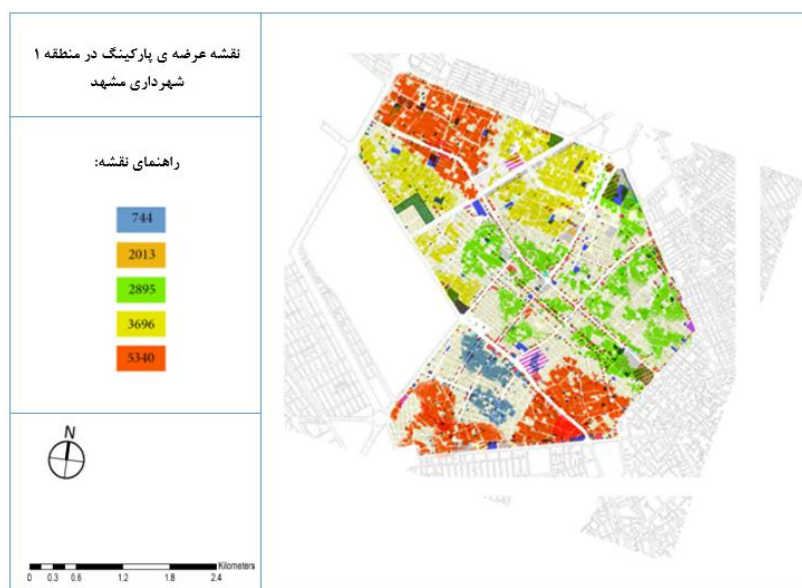 نقشه عرضه ی پارکینگ در منطقه ۱
شهرداری مشهد
راهنمای نقشه:
744
2013
2895
3696
5340
N
Kilometers
0 0.3 0.6 1.2 1.8 2.4